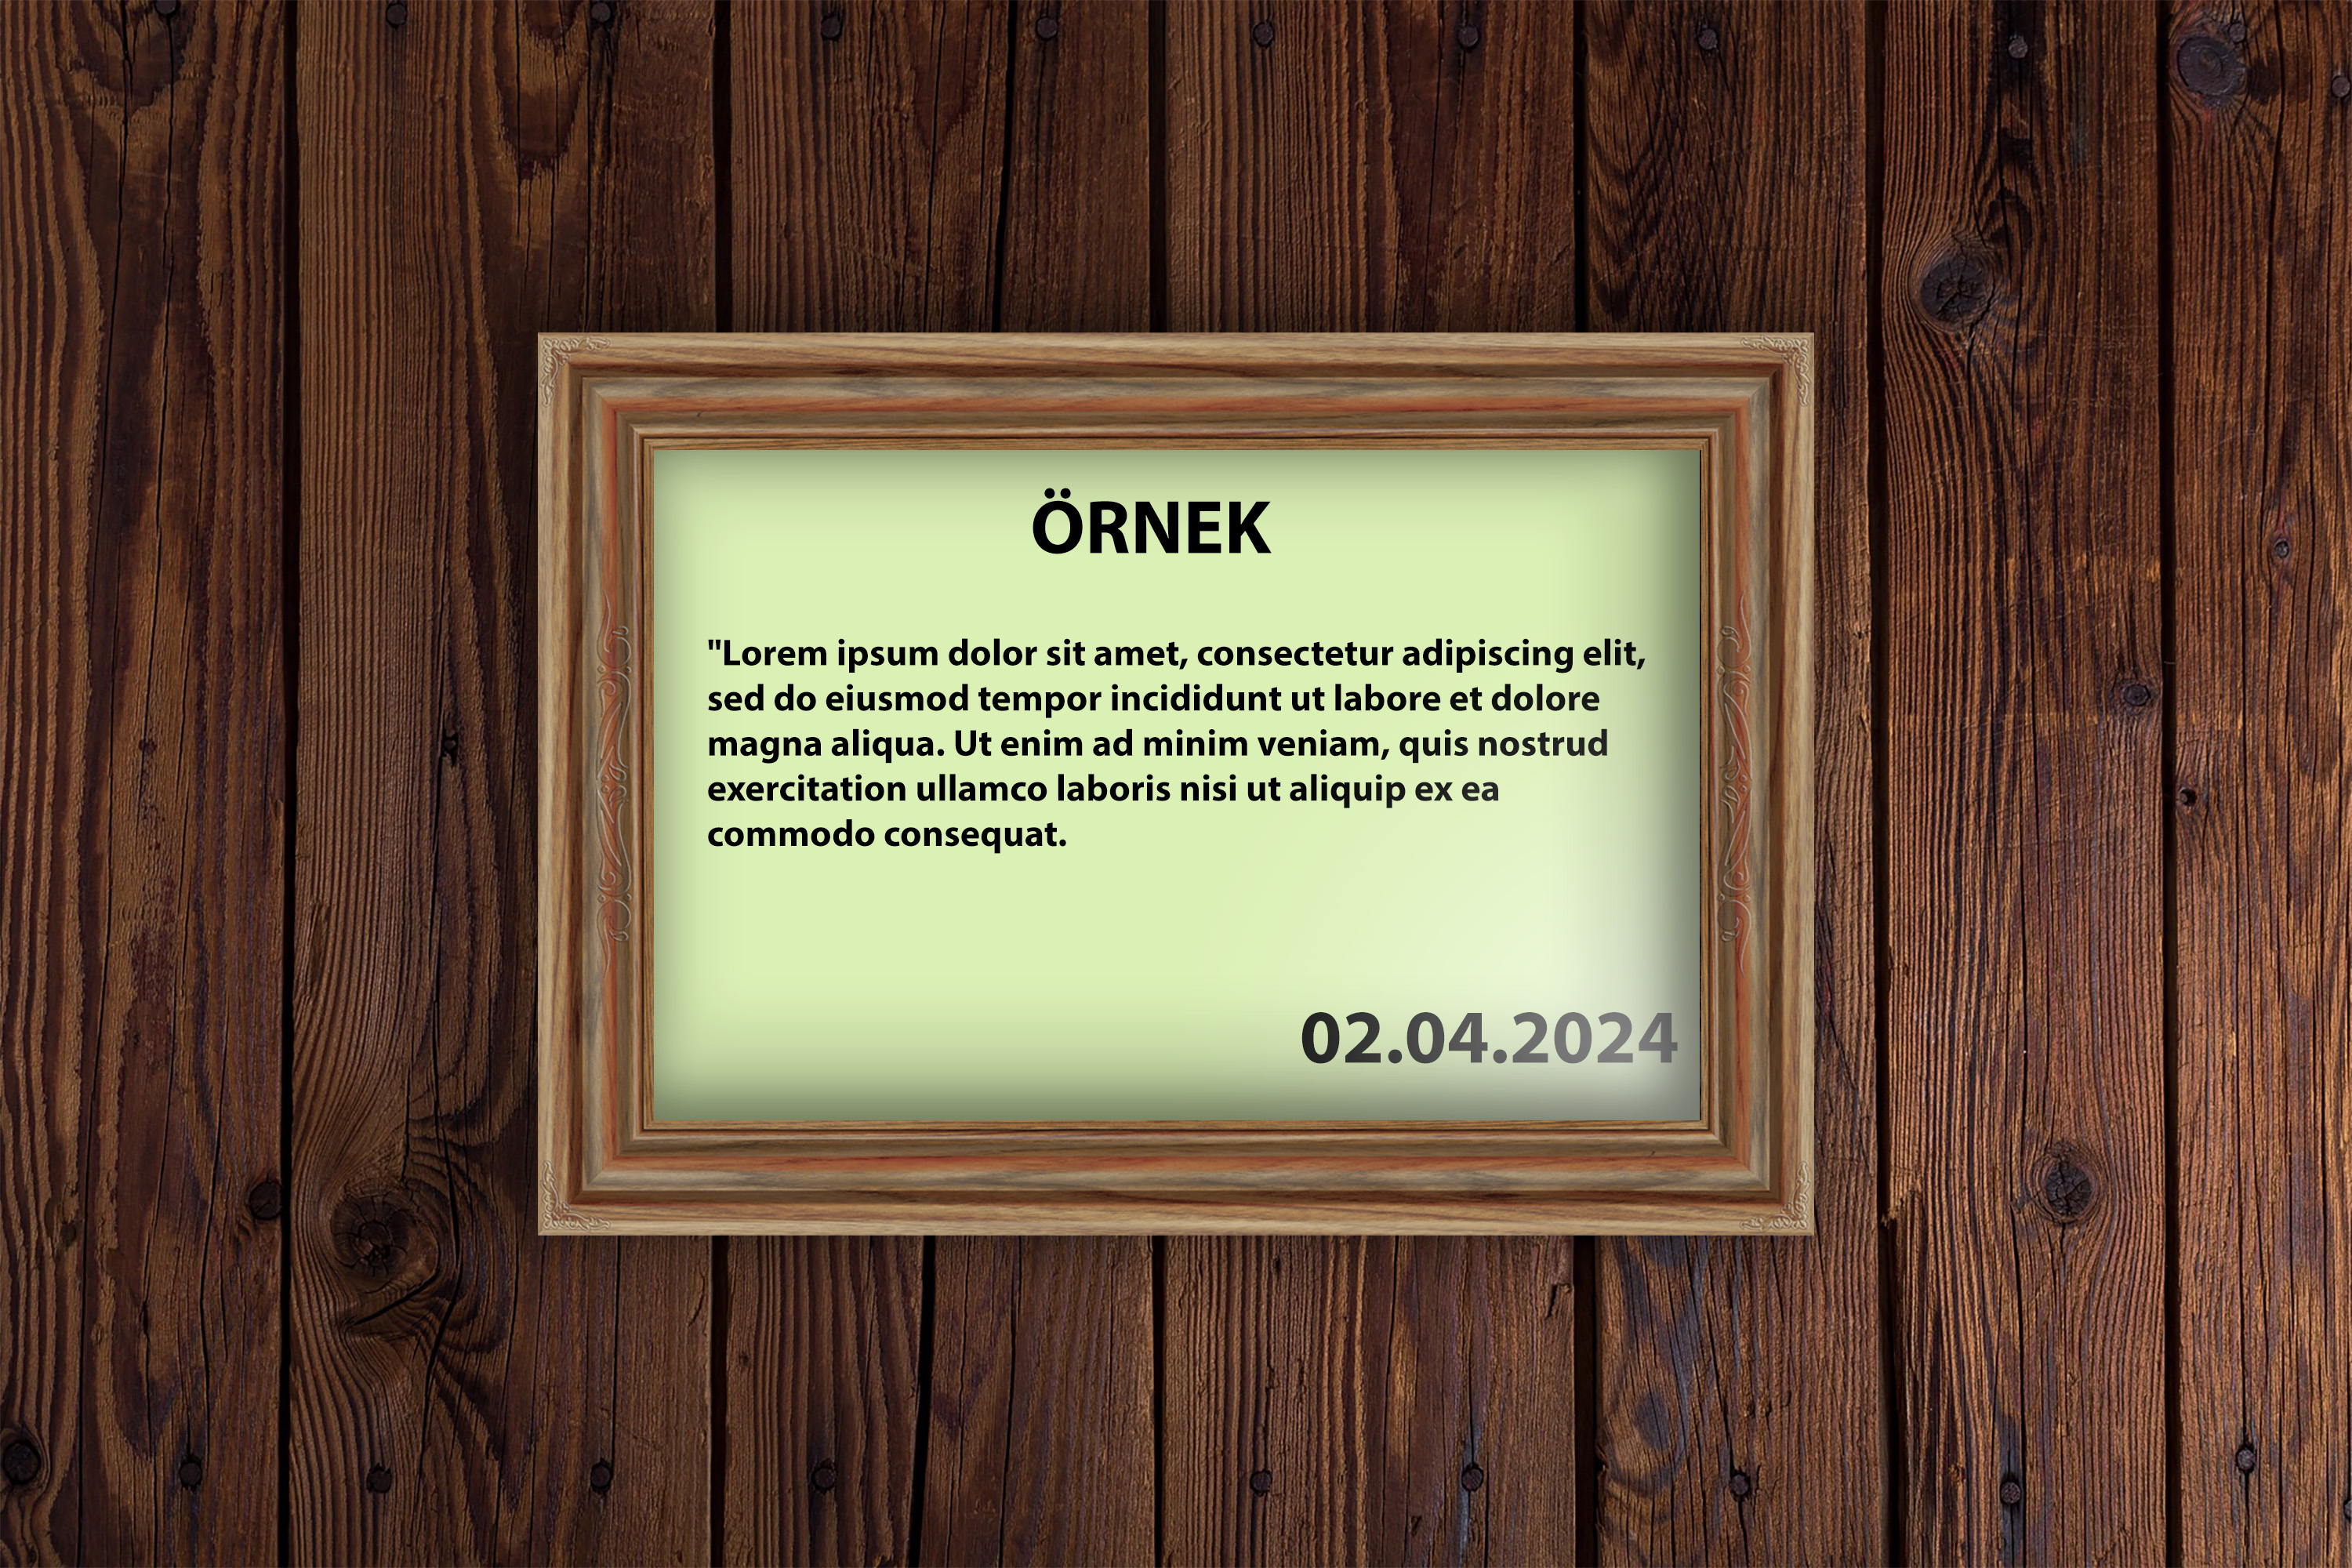 ÖRNEK
"Lorem ipsum dolor sit amet, consectetur adipiscing elit,
sed do eiusmod tempor incididunt ut labore et dolore
magna aliqua. Ut enim ad minim veniam, quis nostrud
exercitation ullamco laboris nisi ut aliquip ex ea
commodo consequat.
02.04.2024